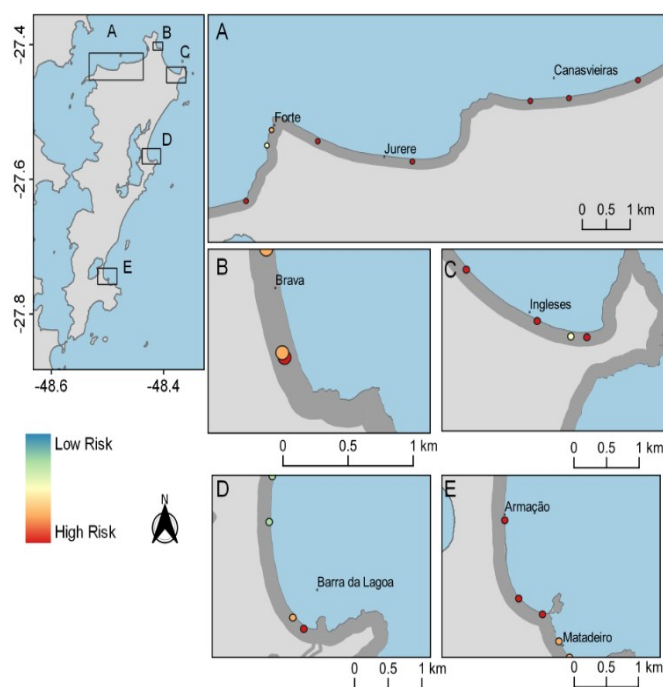 A
B
C
D
E
-27.4
-27.6
-27.8
-48.6
-48.4
Low Risk
High Risk
N
A
Forte
Jurere
Canasvieiras
0 0.5 1 km
B
Brava
0 0.5 1 km
C
Ingleses
0 0.5 1 km
D
Barra da Lagoa
0 0.5 1 km
E
Armação
Matadeiro
0 0.5 1 km